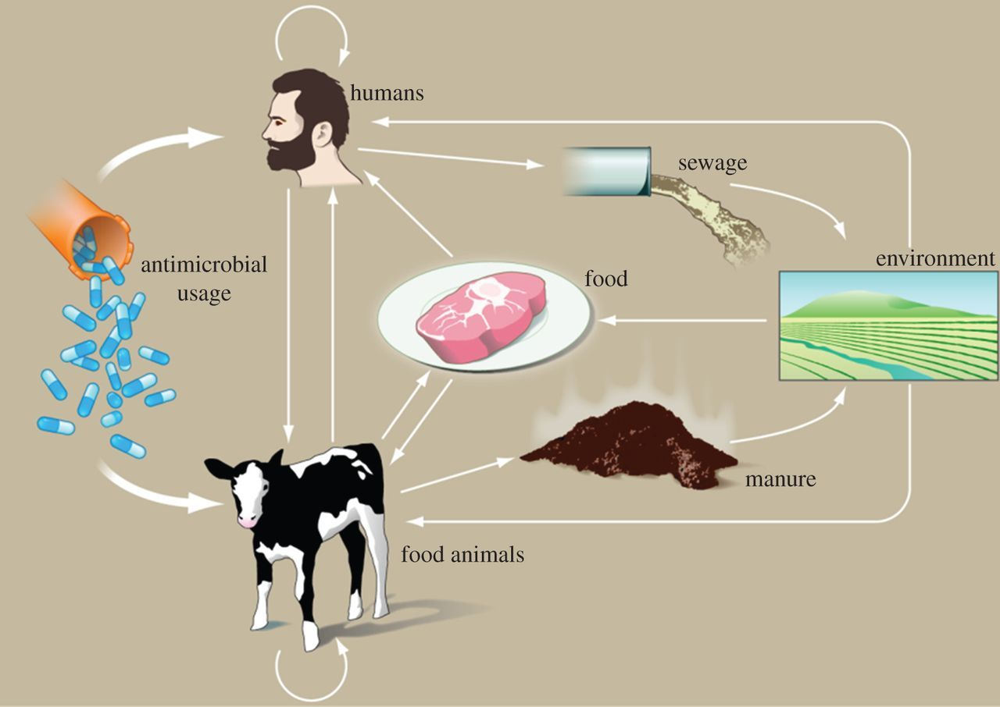 humans
sewage
environment
antimicrobial
usage
food
manure
food animals